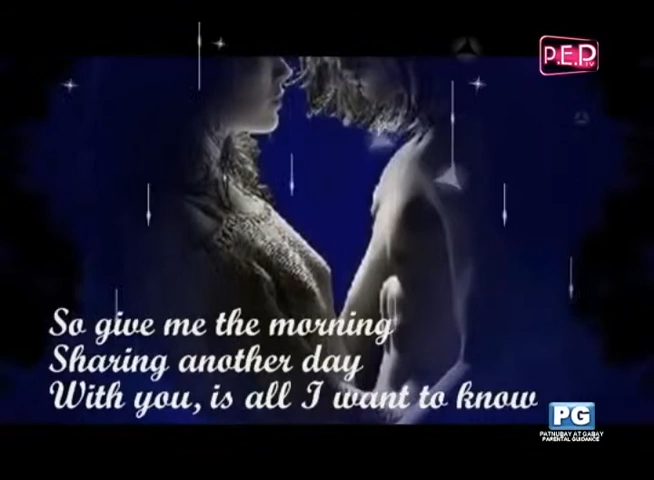 P.E.P
TV
So give me the morning
Sharing another day
With you, is all I want to know
PG
PATNUBAY AT GABAY
PARENTAL GUIDANCE